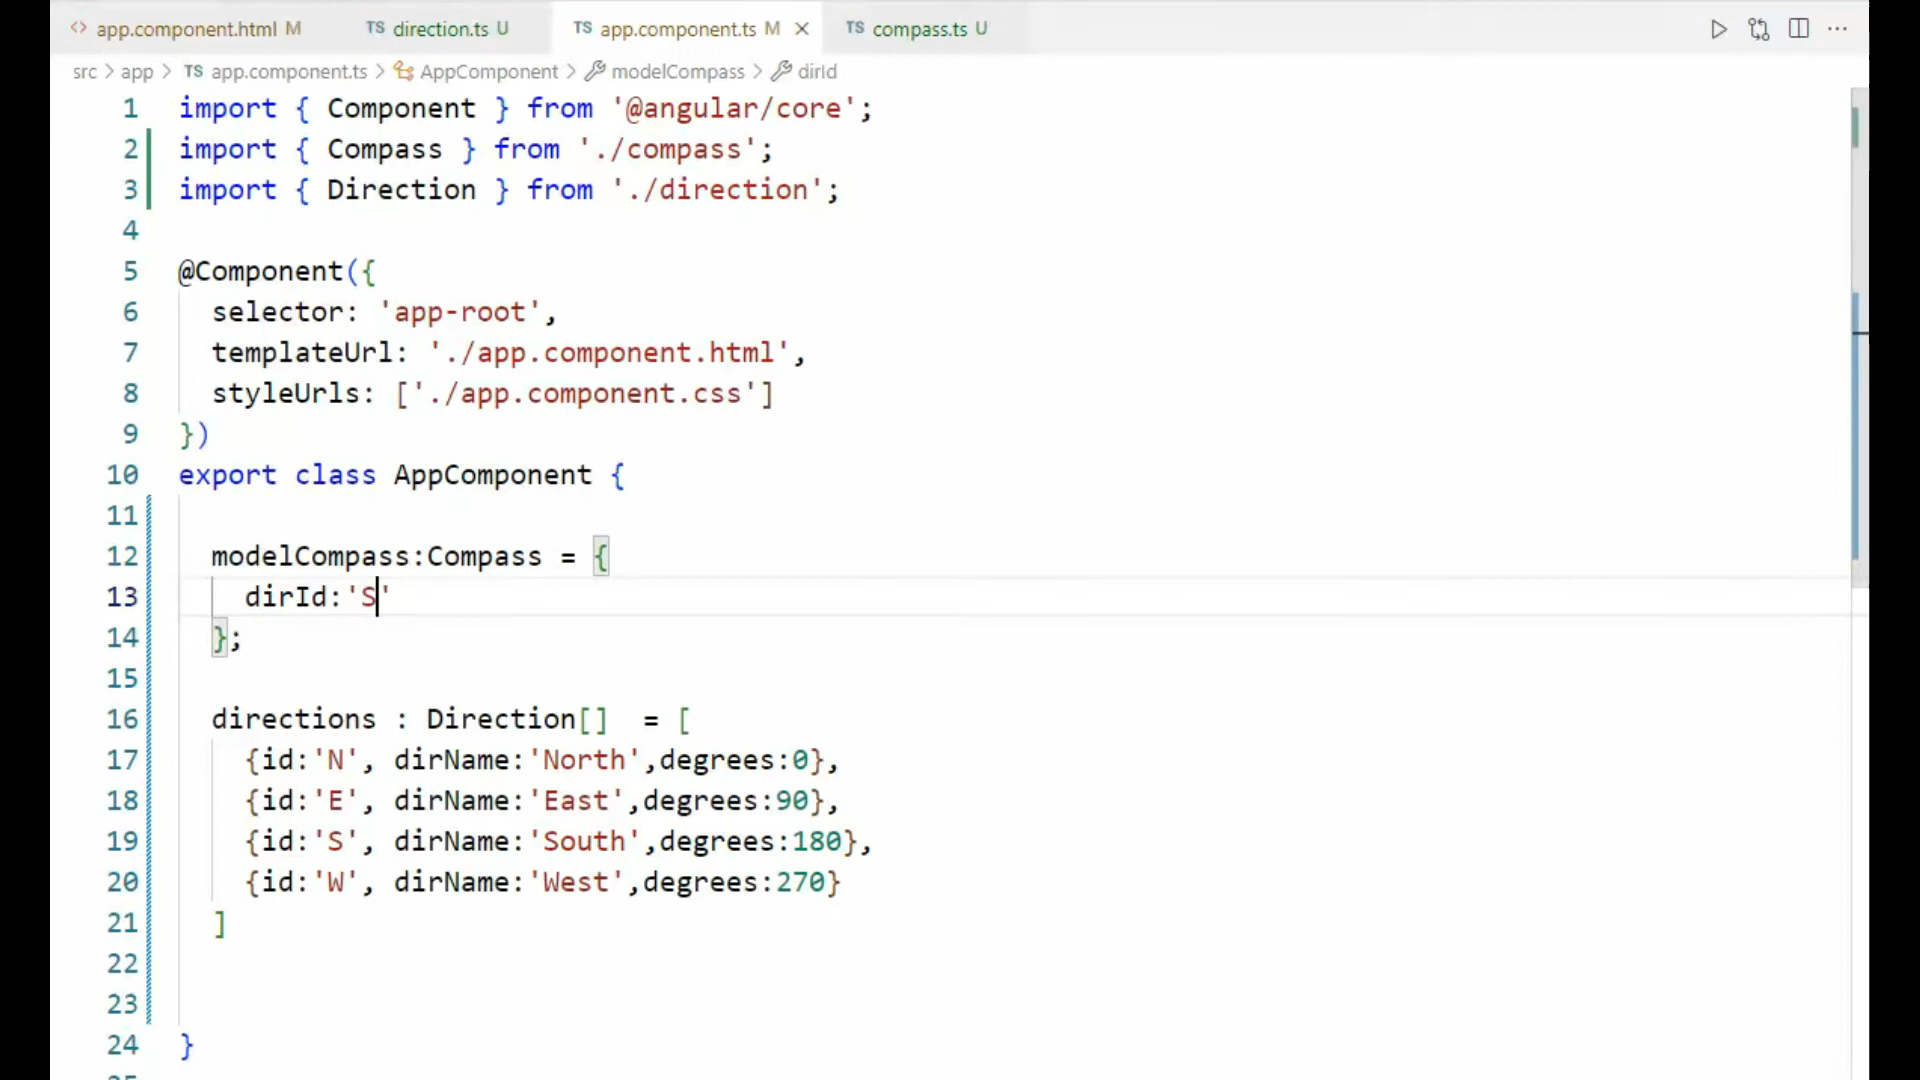 <> app.component.html M TS direction.ts U TS app.component.ts M × TS compass.ts U
src > app > TS app.component.ts > AppComponent > modelCompass > dirId
1 import { Component } from '@angular/core';
2 import { Compass } from './compass';
3 import { Direction } from './direction';
4
5 @Component({
6 selector: 'app-root',
7 templateUrl: './app.component.html',
8 styleUrls: ['./app.component.css']
9 })
10 export class AppComponent {
11
12 modelCompass:Compass = {
13 dirId:'S'
14 };
15
16 directions : Direction[] = [
17 {id:'N', dirName:'North',degrees:0},
18 {id:'E', dirName:'East',degrees:90},
19 {id:'S', dirName:'South',degrees:180},
20 {id:'W', dirName:'West',degrees:270}
21 ]
22
23
24 }